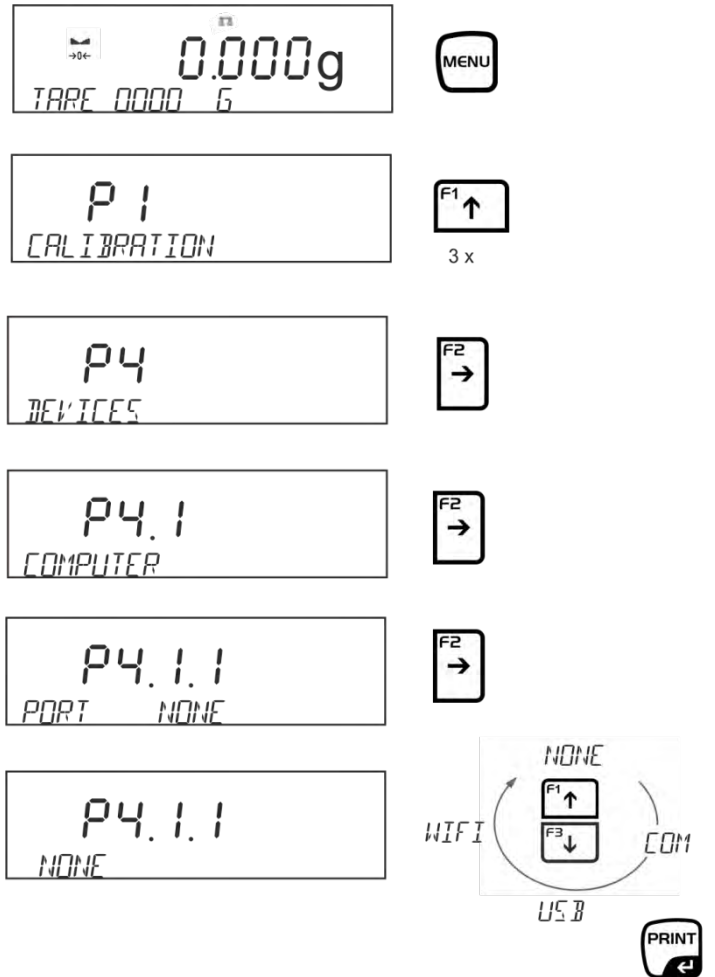 →0←
0.000g
TARE 0000 G
MENU
P1
CALIBRATION
F1 ↑
3 x
P4
DEVICES
F2 →
P4.1
COMPUTER
F2 →
P4.1.1
PORT NONE
F2 →
P4.1.1
NONE
NONE
F1 ↑
WIFI
F3 ↓
COM
USB
PRINT